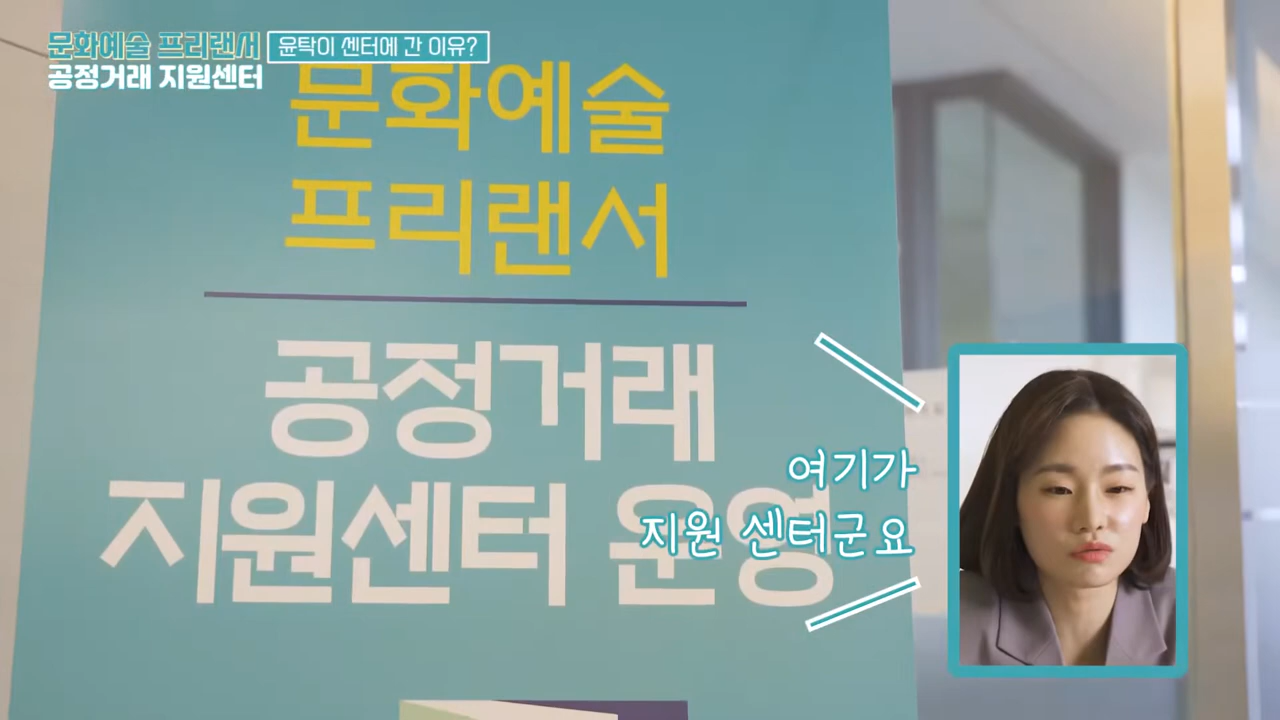 문화예술 프리랜서
공정거래 지원센터
윤탁이 센터에 간 이유?
문화예술
프리랜서
공정거래
지원센터 운영
여기가
지원 센터군요